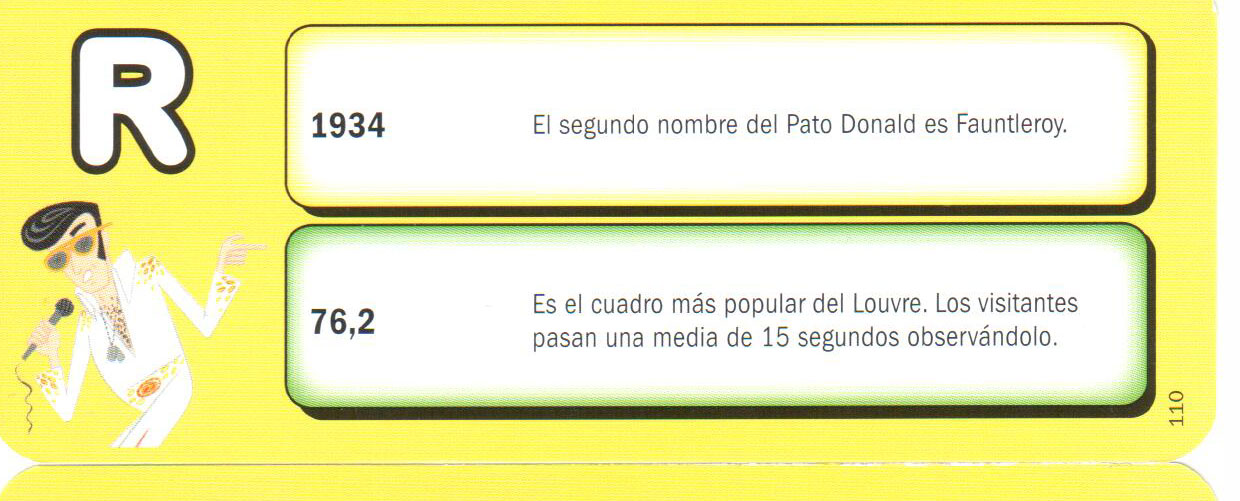 R
1934
El segundo nombre del Pato Donald es Fauntleroy.
76,2
Es el cuadro más popular del Louvre. Los visitantes
pasan una media de 15 segundos observándolo.
110